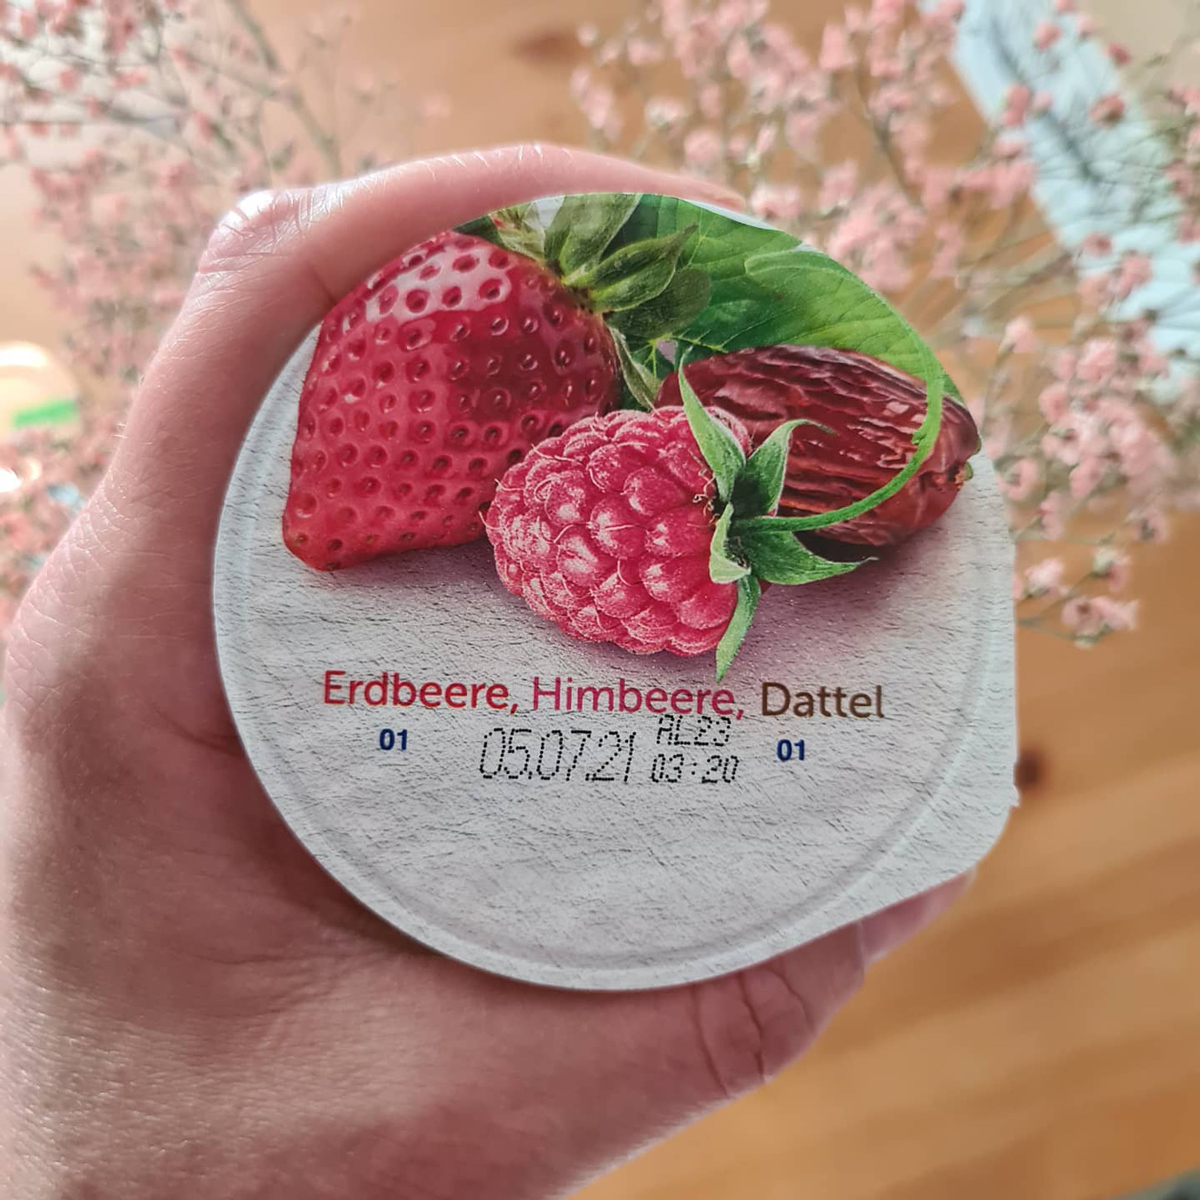 Erdbeere, Himbeere, Dattel
01 05.07.21 AL23 01
03:20